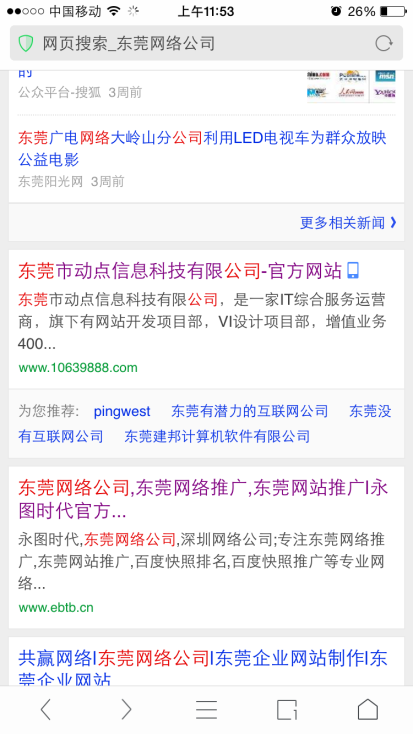 中国移动 上午11:53 26%
网页搜索_东莞网络公司
的
公众平台-搜狐 3周前
东莞广电网络大岭山分公司利用LED电视车为群众放映
公益电影
东莞阳光网 3周前
更多相关新闻
东莞市动点信息科技有限公司-官方网站
东莞市动点信息科技有限公司，是一家IT综合服务运营
商，旗下有网站开发项目部，VI设计项目部，增值业务
400...
www.10639888.com
为您推荐: pingwest 东莞有潜力的互联网公司 东莞没
有互联网公司 东莞建邦计算机软件有限公司
东莞网络公司,东莞网络推广,东莞网站推广|永
图时代官方...
永图时代,东莞网络公司,深圳网络公司;专注东莞网络推
广,东莞网站推广,百度快照排名,百度快照推广等专业网
络...
www.ebtb.cn
共赢网络|东莞网络公司|东莞企业网站制作|东
莞企业网站
1